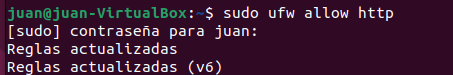 juan@juan-VirtualBox:~$ sudo ufw allow http
[sudo] contraseña para juan:
Reglas actualizadas
Reglas actualizadas (v6)